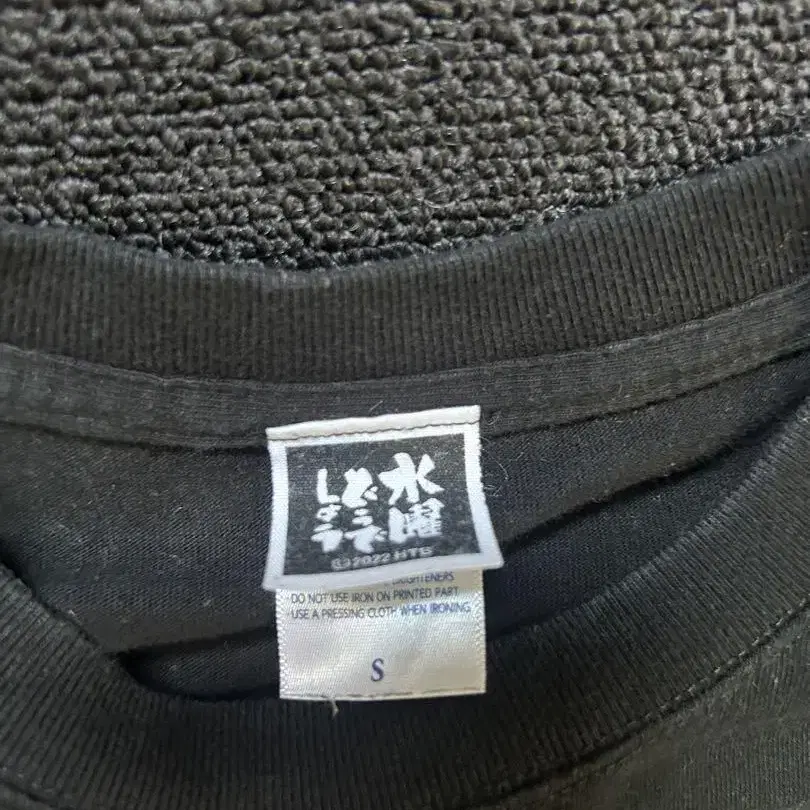 水曜
どうで
しょう
©2022 HTB
BRIGHTENERS
DO NOT USE IRON ON PRINTED PART
USE A PRESSING CLOTH WHEN IRONING
S